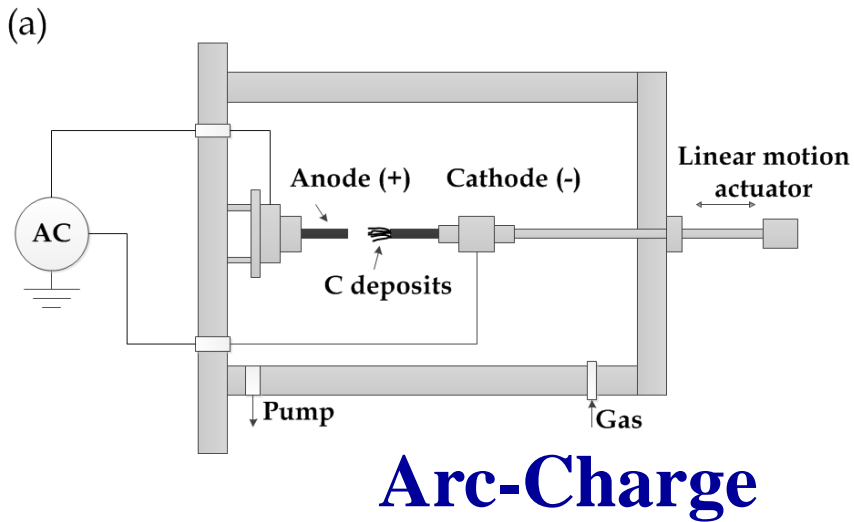 (a)
Linear motion
actuator
Anode (+)
Cathode (-)
AC
C deposits
Pump
Gas
Arc-Charge